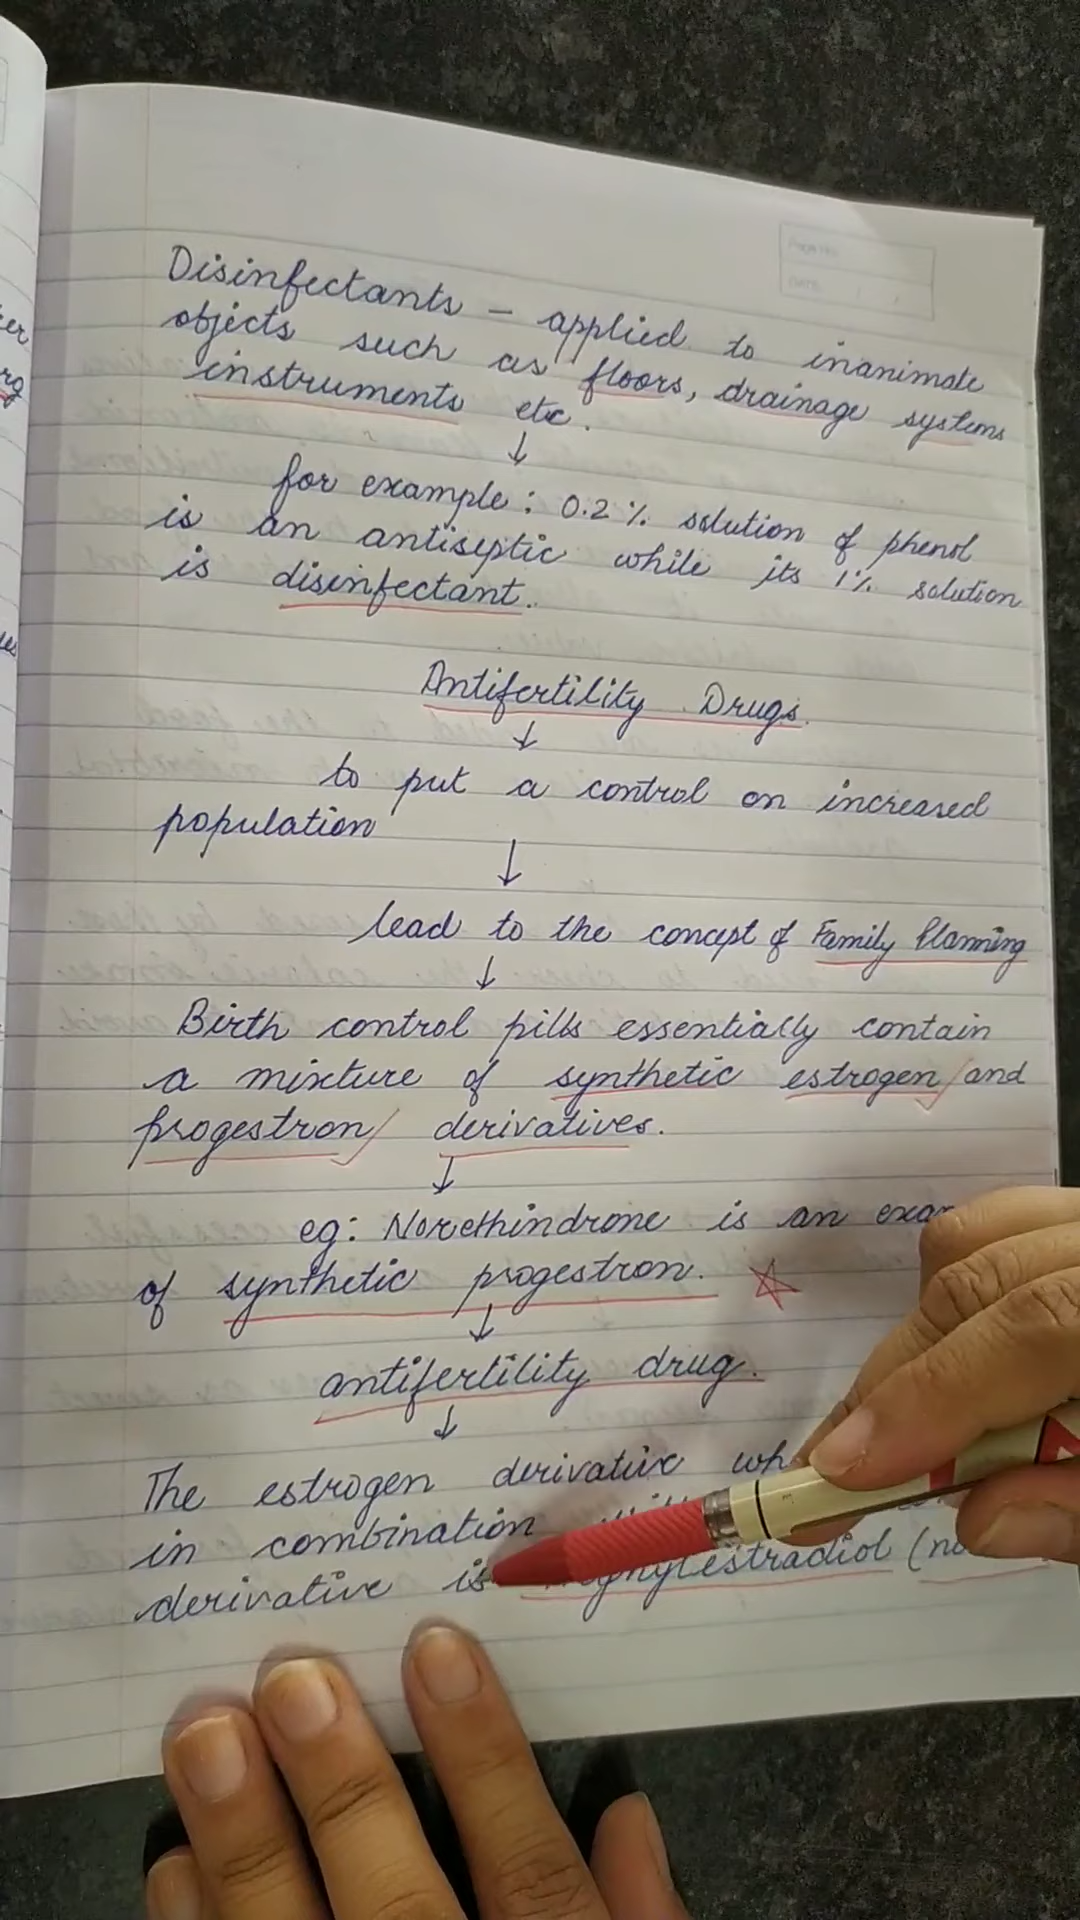 Disinfectants – applied to inanimate
objects such as floors, drainage systems
instruments etc.
↓
for example : 0.2 % solution of phenol
is an antiseptic while its 1% solution
is disinfectant.
Antifertility Drugs.
↓
to put a control on increased
population
↓
lead to the concept of Family Planning
↓
Birth control pills essentially contain
a mixture of synthetic estrogen and
progestron derivatives.
↓
eg: Norethindrone is an
of synthetic progestron.
↓
antifertility drug.
↓
The estrogen derivative
in combination
derivative is